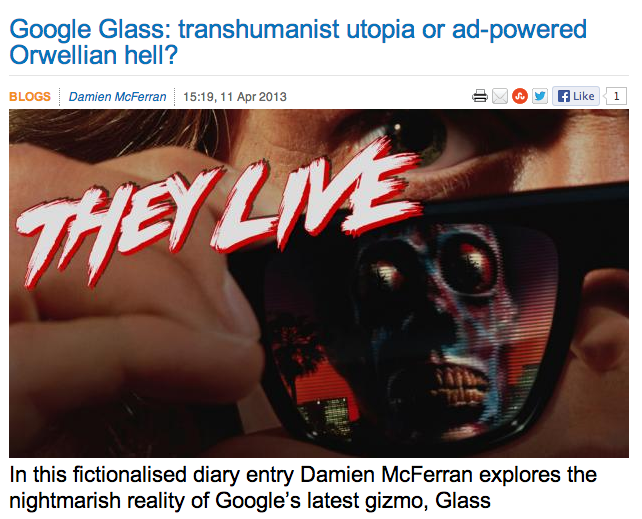 Google Glass: transhumanist utopia or ad-powered
Orwellian hell?
BLOGS Damien McFerran 15:19, 11 Apr 2013 Like 1
THEY LIVE
In this fictionalised diary entry Damien McFerran explores the
nightmarish reality of Google's latest gizmo, Glass